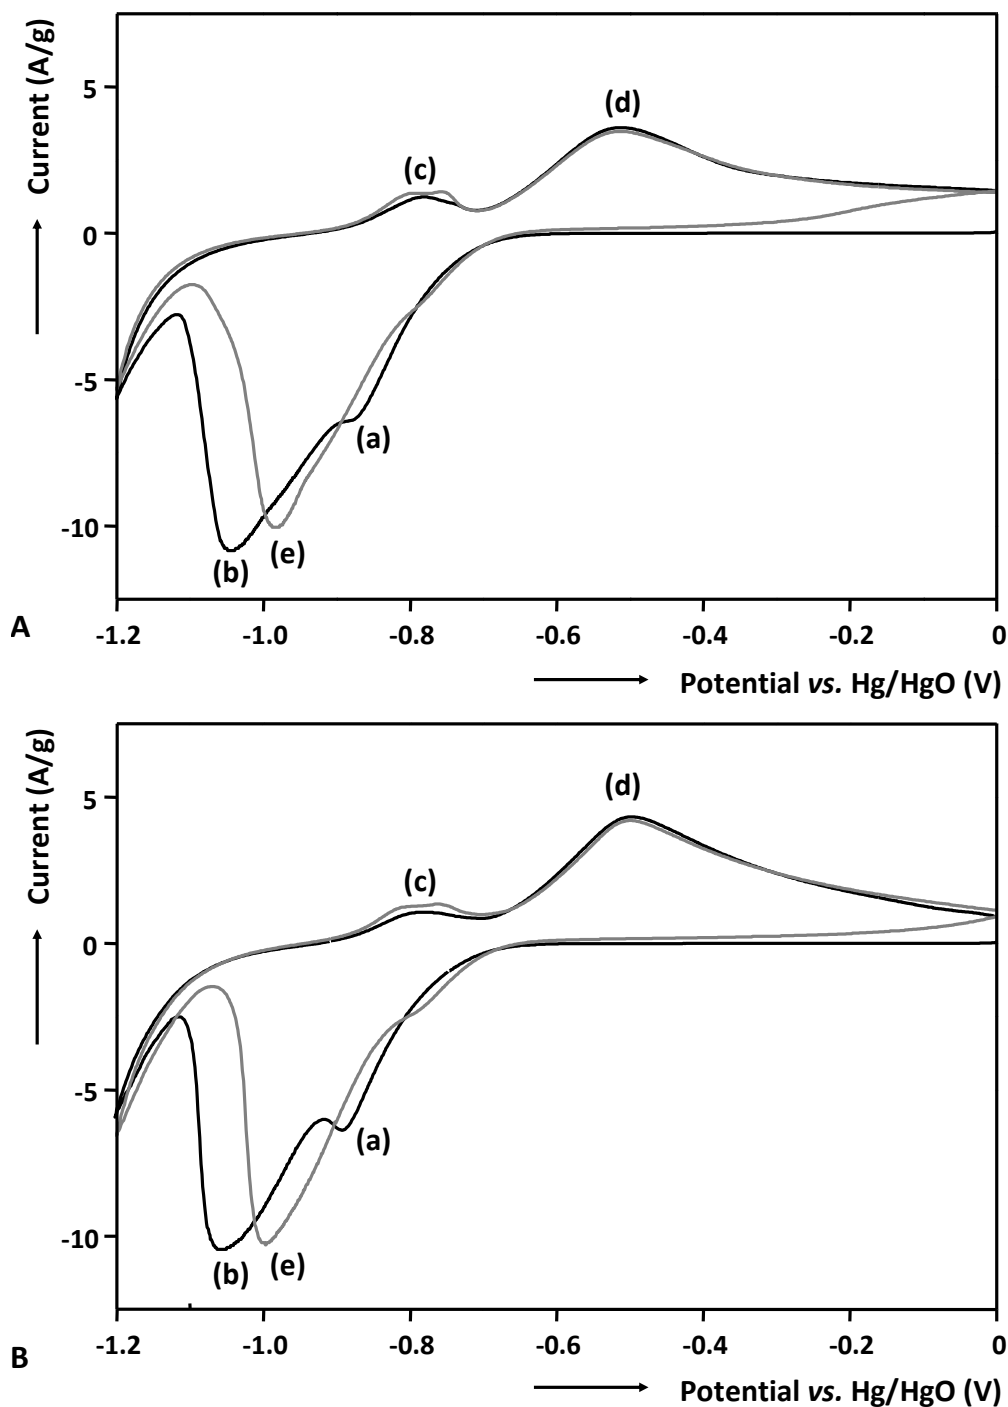 Current (A/g)
5
0
-5
-10
(a)
(b)
(c)
(d)
(e)
A
-1.2
-1.0
-0.8
-0.6
-0.4
-0.2
0
Potential vs. Hg/HgO (V)
Current (A/g)
5
0
-5
-10
(a)
(b)
(c)
(d)
(e)
B
-1.2
-1.0
-0.8
-0.6
-0.4
-0.2
0
Potential vs. Hg/HgO (V)